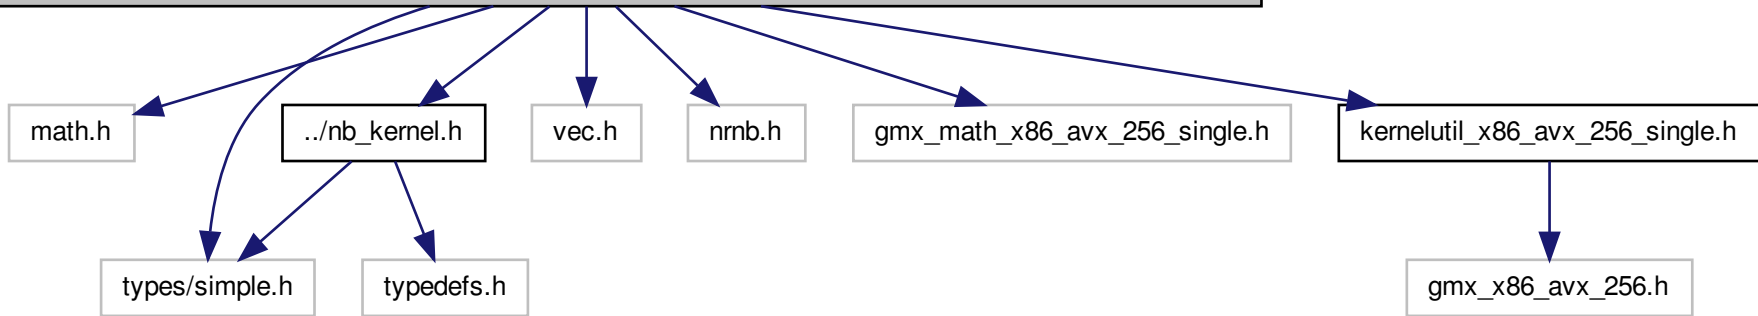 math.h
../nb_kernel.h
vec.h
nrnb.h
gmx_math_x86_avx_256_single.h
kernelutil_x86_avx_256_single.h
types/simple.h
typedefs.h
gmx_x86_avx_256.h